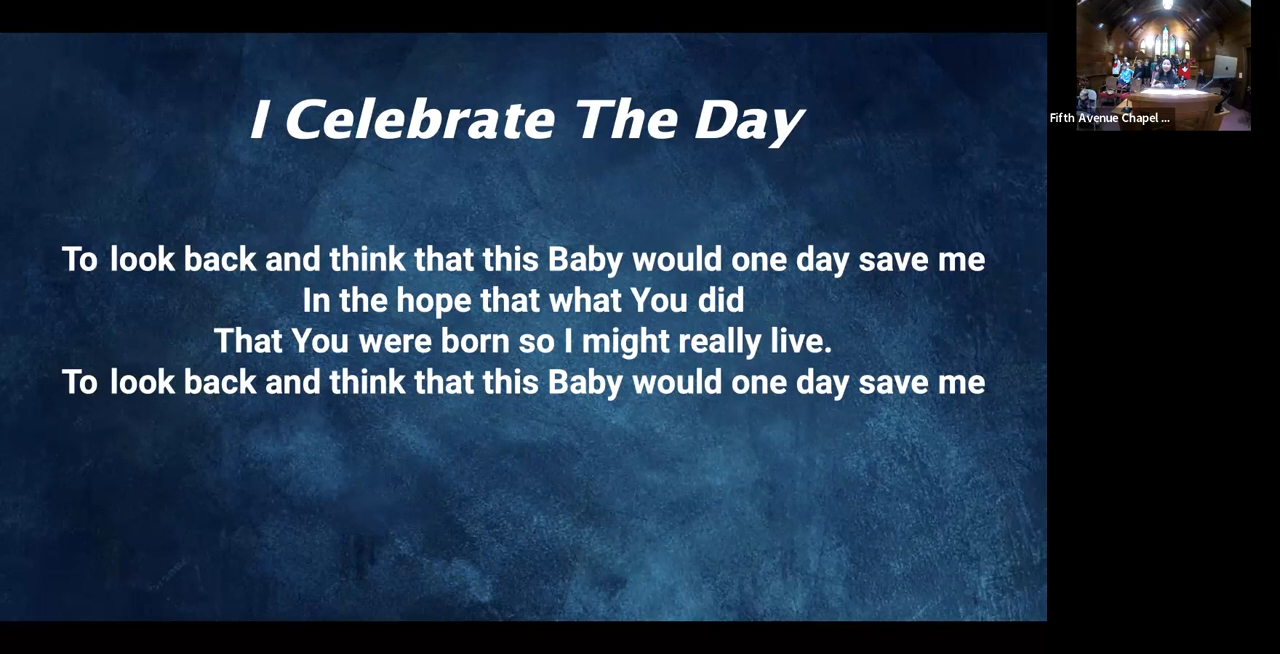 I Celebrate The Day
To look back and think that this Baby would one day save me
In the hope that what You did
That You were born so I might really live.
To look back and think that this Baby would one day save me
Fifth Avenue Chapel ...